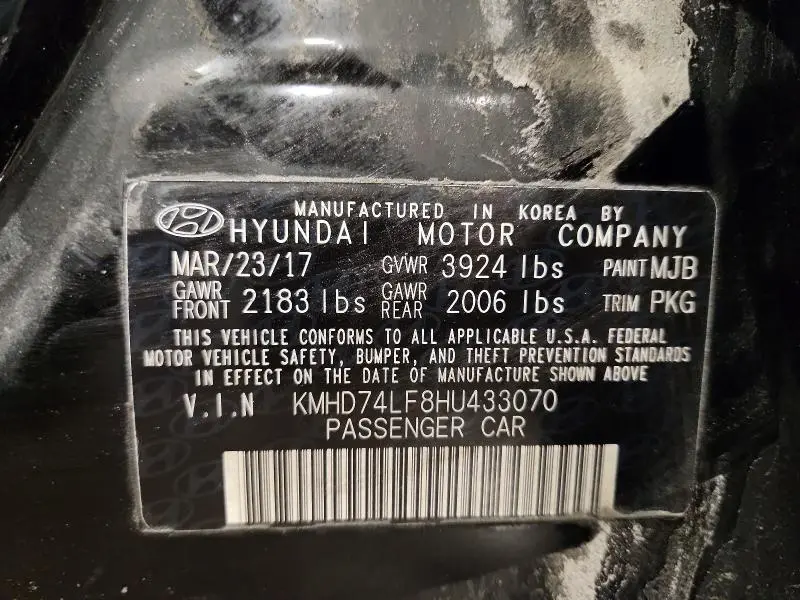 MANUFACTURED IN KOREA BY
HYUNDAI MOTOR COMPANY
MAR/23/17 GVWR 3924 lbs PAINT MJB
GAWR FRONT 2183 lbs GAWR REAR 2006 lbs TRIM PKG
THIS VEHICLE CONFORMS TO ALL APPLICABLE U.S.A. FEDERAL
MOTOR VEHICLE SAFETY, BUMPER, AND THEFT PREVENTION STANDARDS
IN EFFECT ON THE DATE OF MANUFACTURE SHOWN ABOVE
V.I.N KMHD74LF8HU433070
PASSENGER CAR